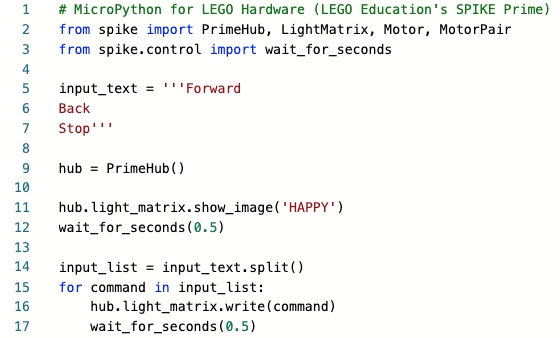 1 # MicroPython for LEGO Hardware (LEGO Education's SPIKE Prime)
2 from spike import PrimeHub, LightMatrix, Motor, MotorPair
3 from spike.control import wait_for_seconds
4
5 input_text = '''Forward
6 Back
7 Stop'''
8
9 hub = PrimeHub()
10
11 hub.light_matrix.show_image('HAPPY')
12 wait_for_seconds(0.5)
13
14 input_list = input_text.split()
15 for command in input_list:
16     hub.light_matrix.write(command)
17     wait_for_seconds(0.5)